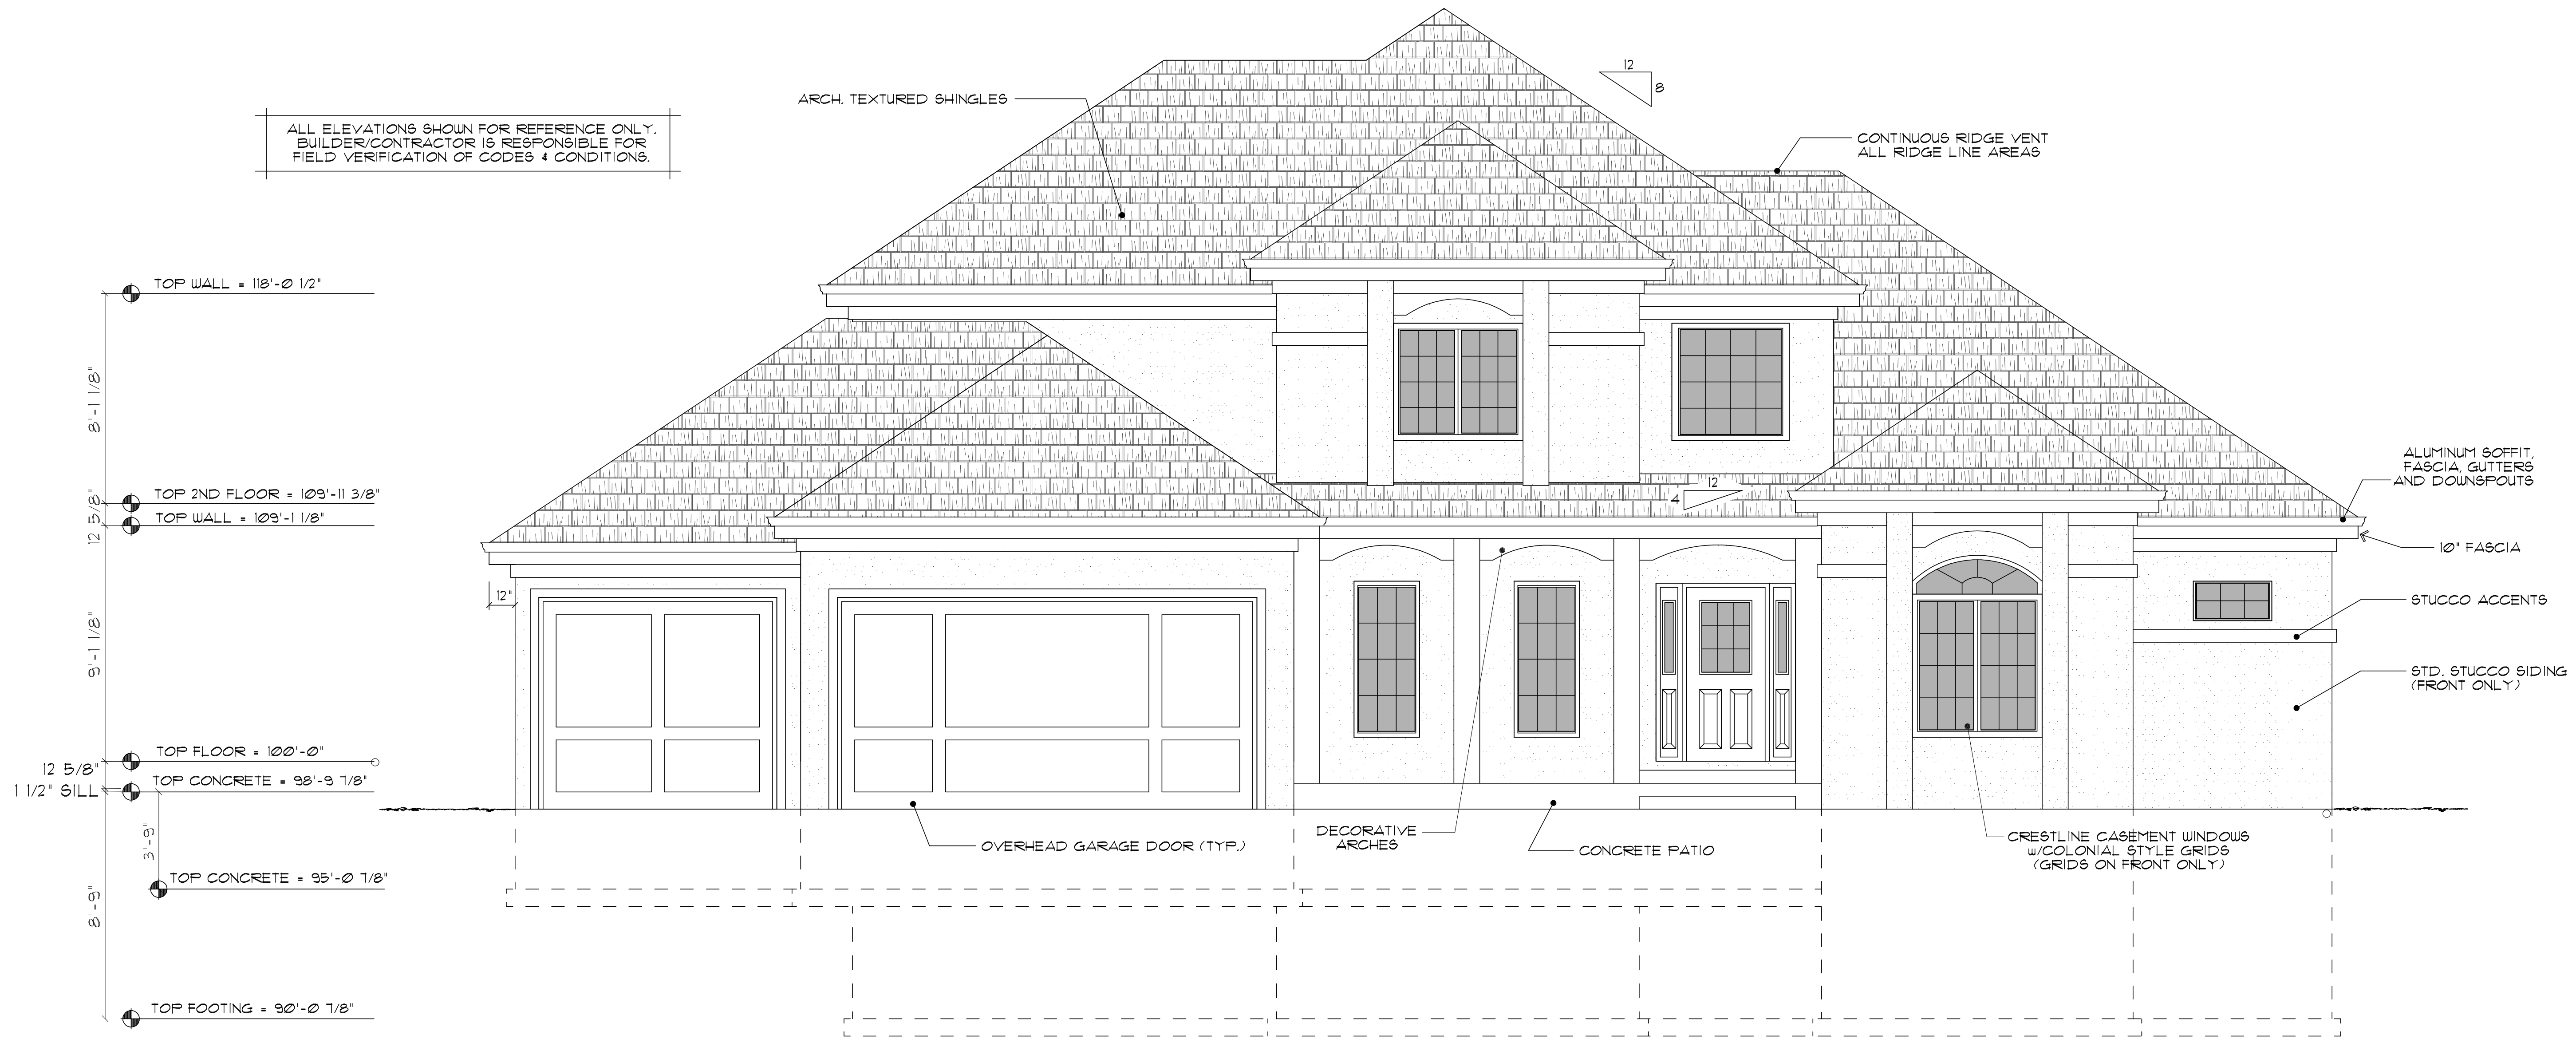 ALL ELEVATIONS SHOWN FOR REFERENCE ONLY.
BUILDER/CONTRACTOR IS RESPONSIBLE FOR
FIELD VERIFICATION OF CODES & CONDITIONS.
ARCH. TEXTURED SHINGLES
12
8
CONTINUOUS RIDGE VENT
ALL RIDGE LINE AREAS
TOP WALL = 118'-0 1/2"
8'-1 1/8"
TOP 2ND FLOOR = 109'-11 3/8"
12 5/8"
TOP WALL = 109'-1 1/8"
9'-1 1/8"
12"
12
4
ALUMINUM SOFFIT,
FASCIA, GUTTERS
AND DOWNSPOUTS
10" FASCIA
STUCCO ACCENTS
STD. STUCCO SIDING
(FRONT ONLY)
TOP FLOOR = 100'-0"
12 5/8"
TOP CONCRETE = 98'-9 7/8"
1 1/2" SILL
3'-9"
TOP CONCRETE = 95'-0 7/8"
8'-9"
TOP FOOTING = 90'-0 7/8"
OVERHEAD GARAGE DOOR (TYP.)
DECORATIVE
ARCHES
CONCRETE PATIO
CRESTLINE CASEMENT WINDOWS
w/COLONIAL STYLE GRIDS
(GRIDS ON FRONT ONLY)